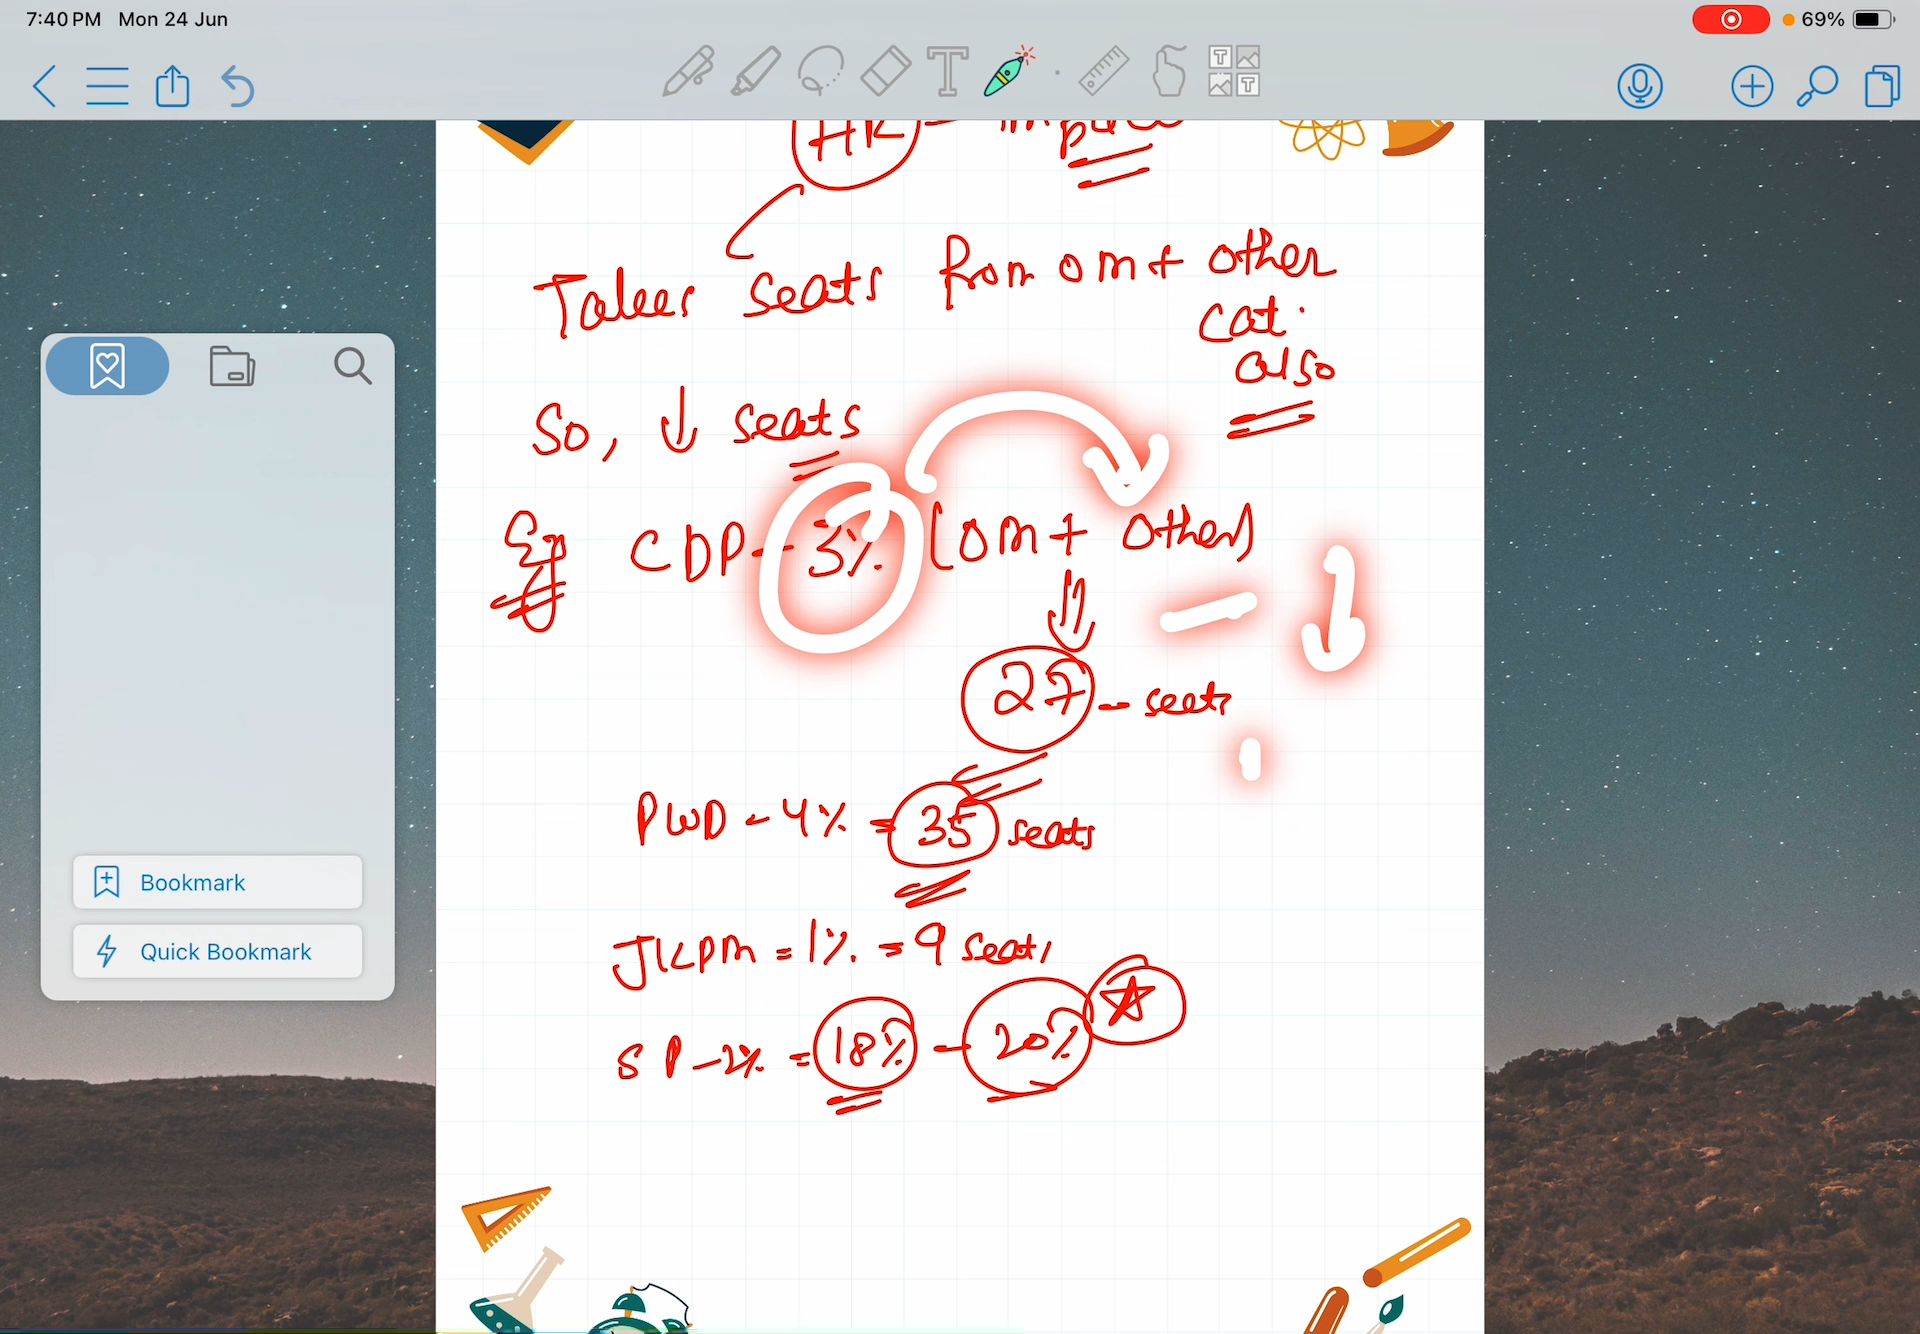 7:40 PM Mon 24 Jun
69%
HR - 
Takes seats from OM + other
cat.
also
So, ↓ seats
Eg CDP - 3% (OM + Other)
27 - seats
PWD - 4% = 35 seats
JKPM = 1% = 9 seats
SP - 2% = 18% - 20%
Bookmark
Quick Bookmark